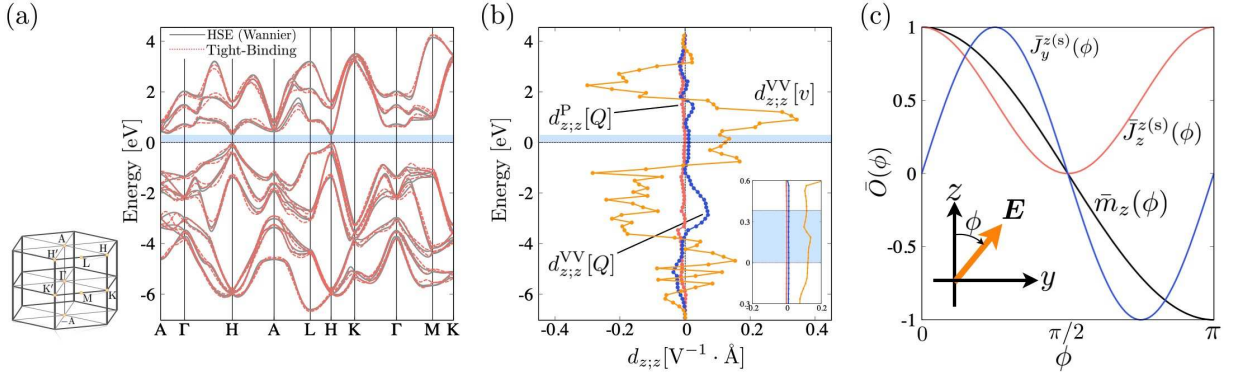 (a)
HSE (Wannier)
Tight-Binding
Energy [eV]
4
2
0
-2
-4
-6
A Γ H A L H K Γ M K
A
H
H'
L
Γ
K'
M
K
−A
(b)
Energy [eV]
4
2
0
-2
-4
-6
d^P_{z;z}[Q]
d^{VV}_{z;z}[v]
d^{VV}_{z;z}[Q]
0.6
0.3
0
0.3
-0.2 0 0.2
-0.4 -0.2 0 0.2 0.4
d_{z;z}[V^{−1} · Å]
(c)
Ō(ϕ)
1
0.5
0
-0.5
-1
J̄^{z(s)}_y(ϕ)
J̄^{z(s)}_z(ϕ)
m̄_z(ϕ)
z
E
ϕ
y
0 π/2 π
ϕ